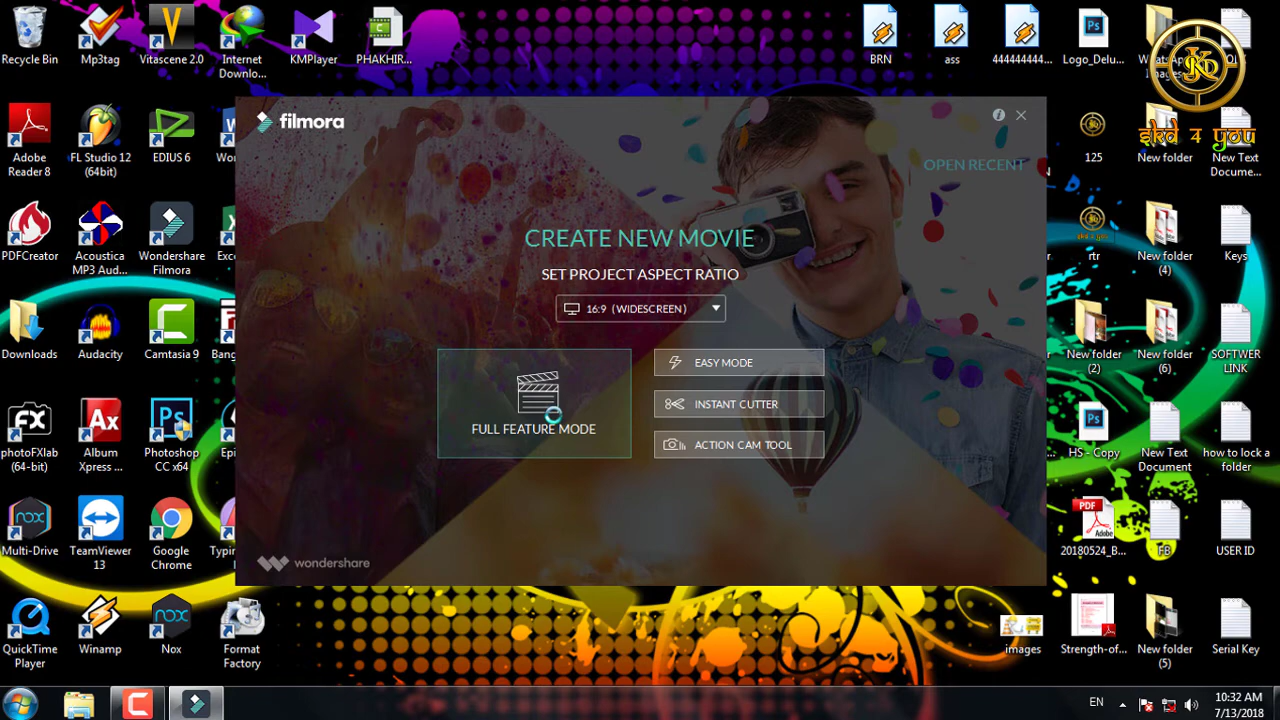 Recycle Bin
Mp3tag
Vitascene 2.0
Internet
Downlo...
KMPlayer
PHAKHIR...
BRN
ass
444444444...
Logo_Delu...
SKD 4 YOU
Adobe
Reader 8
FL Studio 12
(64bit)
EDIUS 6
125
New folder
New Text
Docume...
PDFCreator
Acoustica
MP3 Aud...
Wondershare
Filmora
rtr
New folder
(4)
Keys
Downloads
Audacity
Camtasia 9
New folder
(2)
New folder
(6)
SOFTWER
LINK
photoFXlab
(64-bit)
Album
Xpress ...
Photoshop
CC x64
HS - Copy
New Text
Document
how to lock a
folder
Multi-Drive
TeamViewer
13
Google
Chrome
20180524_B...
FB
USER ID
QuickTime
Player
Winamp
Nox
Format
Factory
images
Strength-of...
New folder
(5)
Serial Key
filmora
OPEN RECENT
CREATE NEW MOVIE
SET PROJECT ASPECT RATIO
16:9 (WIDESCREEN)
FULL FEATURE MODE
EASY MODE
INSTANT CUTTER
ACTION CAM TOOL
wondershare
EN
10:32 AM
7/13/2018